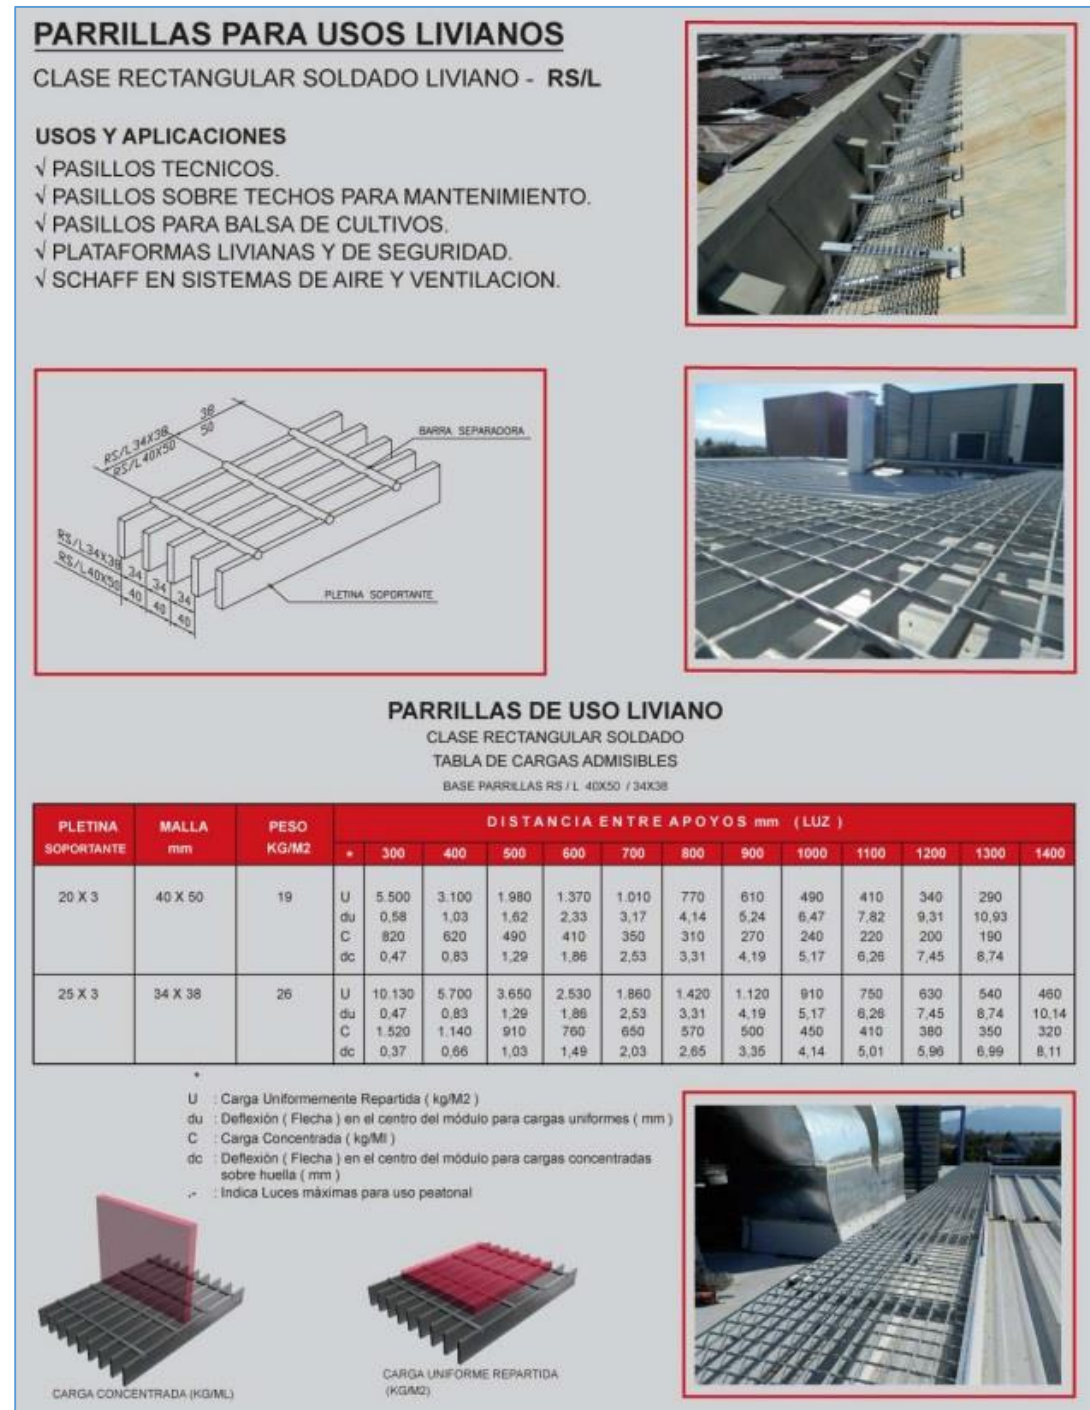 PARRILLAS PARA USOS LIVIANOS
CLASE RECTANGULAR SOLDADO LIVIANO - RS/L
USOS Y APLICACIONES
√ PASILLOS TECNICOS.
√ PASILLOS SOBRE TECHOS PARA MANTENIMIENTO.
√ PASILLOS PARA BALSA DE CULTIVOS.
√ PLATAFORMAS LIVIANAS Y DE SEGURIDAD.
√ SCHAFF EN SISTEMAS DE AIRE Y VENTILACION.
38
50
RS/L34X38
RS/L40X50
BARRA SEPARADORA
RS/L34X38 34 34 34
RS/L40X50 40 40 40
PLETINA SOPORTANTE
PARRILLAS DE USO LIVIANO
CLASE RECTANGULAR SOLDADO
TABLA DE CARGAS ADMISIBLES
BASE PARRILLAS RS / L 40X50 / 34X38
PLETINA SOPORTANTE MALLA mm PESO KG/M2 DISTANCIA ENTRE APOYOS mm ( LUZ )
* 300 400 500 600 700 800 900 1000 1100 1200 1300 1400
20 X 3 40 X 50 19 U 5.500 3.100 1.980 1.370 1.010 770 610 490 410 340 290
du 0,58 1,03 1,62 2,33 3,17 4,14 5,24 6,47 7,82 9,31 10,93
C 820 620 490 410 350 310 270 240 220 200 190
dc 0,47 0,83 1,29 1,86 2,53 3,31 4,19 5,17 6,26 7,45 8,74
25 X 3 34 X 38 26 U 10.130 5.700 3.650 2.530 1.860 1.420 1.120 910 750 630 540 460
du 0,47 0,83 1,29 1,86 2,53 3,31 4,19 5,17 6,26 7,45 8,74 10,14
C 1.520 1.140 910 760 650 570 500 450 410 380 350 320
dc 0,37 0,66 1,03 1,49 2,03 2,65 3,35 4,14 5,01 5,96 6,99 8,11
*
U : Carga Uniformemente Repartida ( kg/M2 )
du : Deflexión ( Flecha ) en el centro del módulo para cargas uniformes ( mm )
C : Carga Concentrada ( kg/Ml )
dc : Deflexión ( Flecha ) en el centro del módulo para cargas concentradas
sobre huella ( mm )
.- : Indica Luces máximas para uso peatonal
CARGA CONCENTRADA (KG/ML)
CARGA UNIFORME REPARTIDA
(KG/M2)